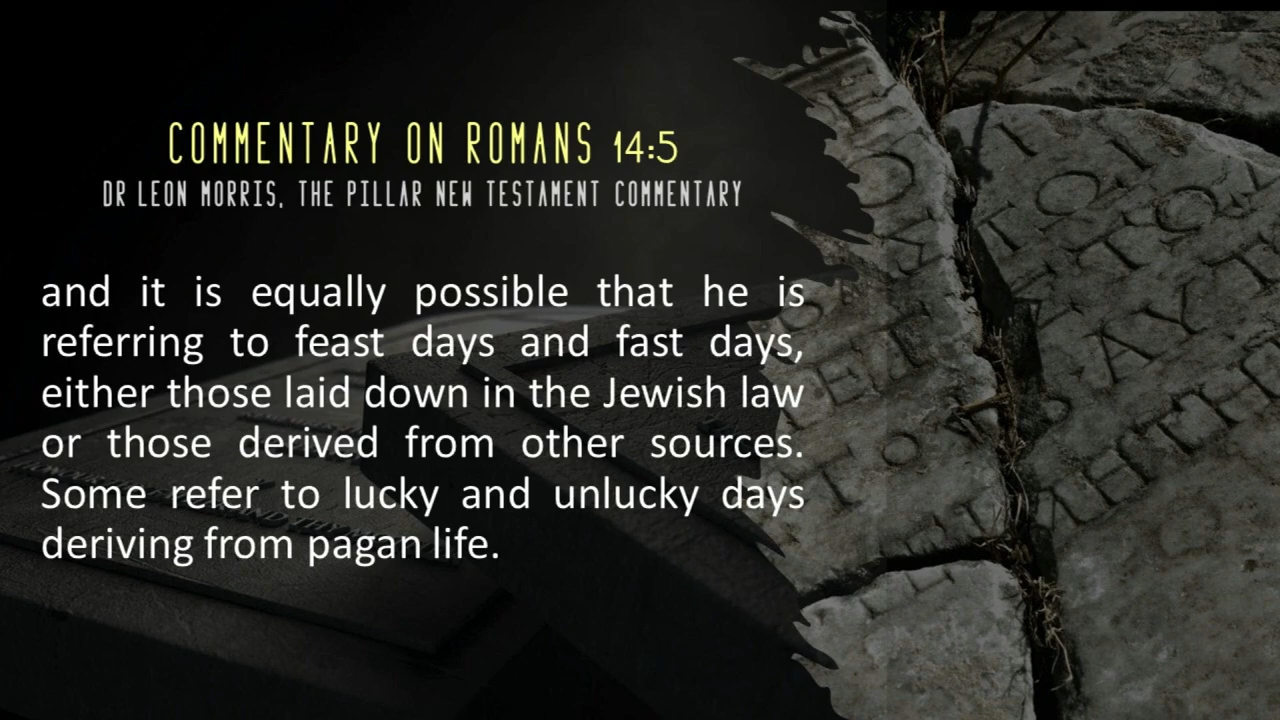 COMMENTARY ON ROMANS 14:5
DR LEON MORRIS, THE PILLAR NEW TESTAMENT COMMENTARY
and it is equally possible that he is
referring to feast days and fast days,
either those laid down in the Jewish law
or those derived from other sources.
Some refer to lucky and unlucky days
deriving from pagan life.